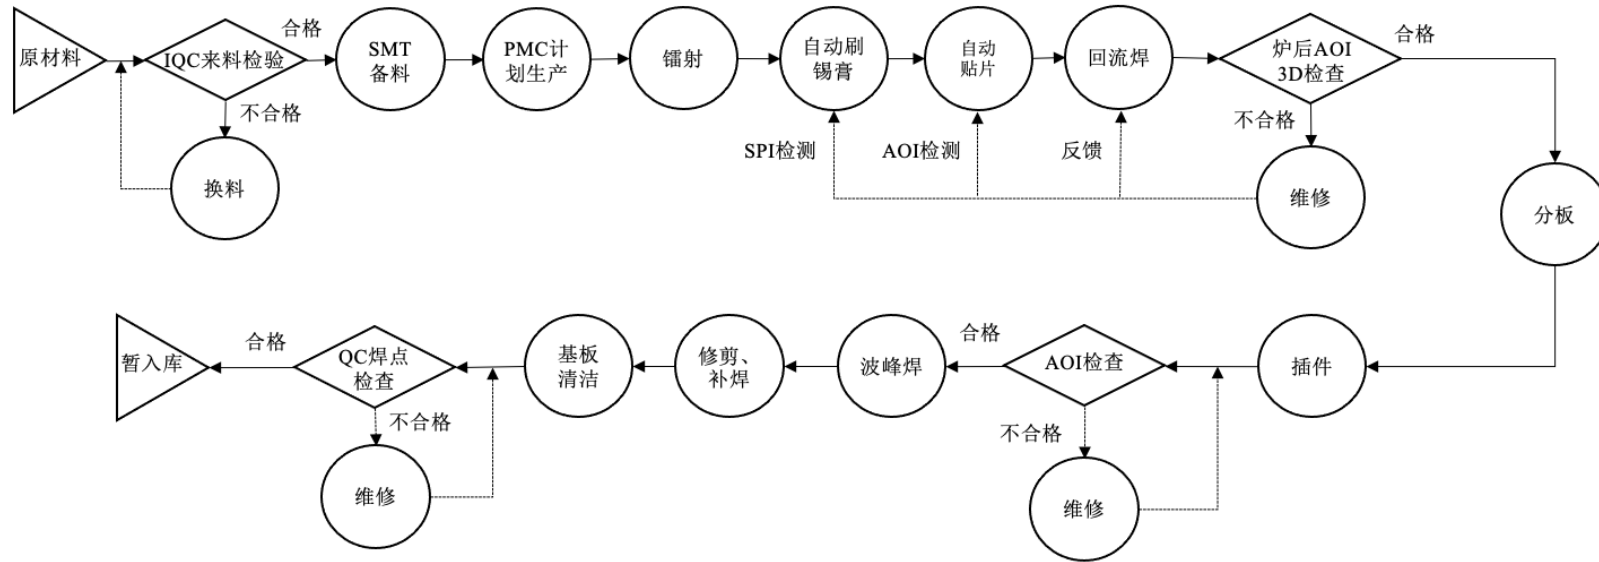 原材料
IQC来料检验
合格
不合格
换料
SMT
备料
PMC计
划生产
镭射
自动刷
锡膏
自动
贴片
回流焊
炉后AOI
3D检查
合格
不合格
SPI检测
AOI检测
反馈
维修
分板
插件
AOI检查
合格
不合格
维修
波峰焊
修剪、
补焊
基板
清洁
QC焊点
检查
合格
不合格
维修
暂入库